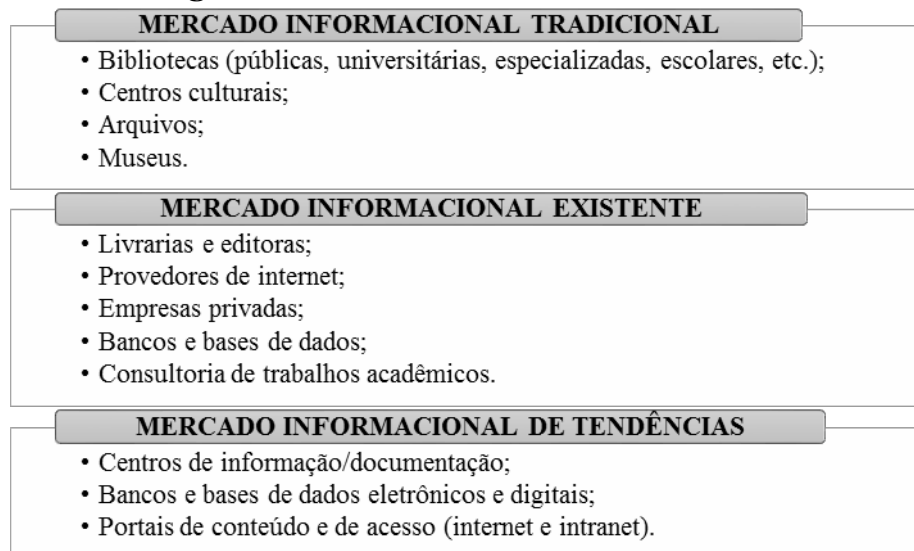 MERCADO INFORMACIONAL TRADICIONAL
• Bibliotecas (públicas, universitárias, especializadas, escolares, etc.);
• Centros culturais;
• Arquivos;
• Museus.
MERCADO INFORMACIONAL EXISTENTE
• Livrarias e editoras;
• Provedores de internet;
• Empresas privadas;
• Bancos e bases de dados;
• Consultoria de trabalhos acadêmicos.
MERCADO INFORMACIONAL DE TENDÊNCIAS
• Centros de informação/documentação;
• Bancos e bases de dados eletrônicos e digitais;
• Portais de conteúdo e de acesso (internet e intranet).